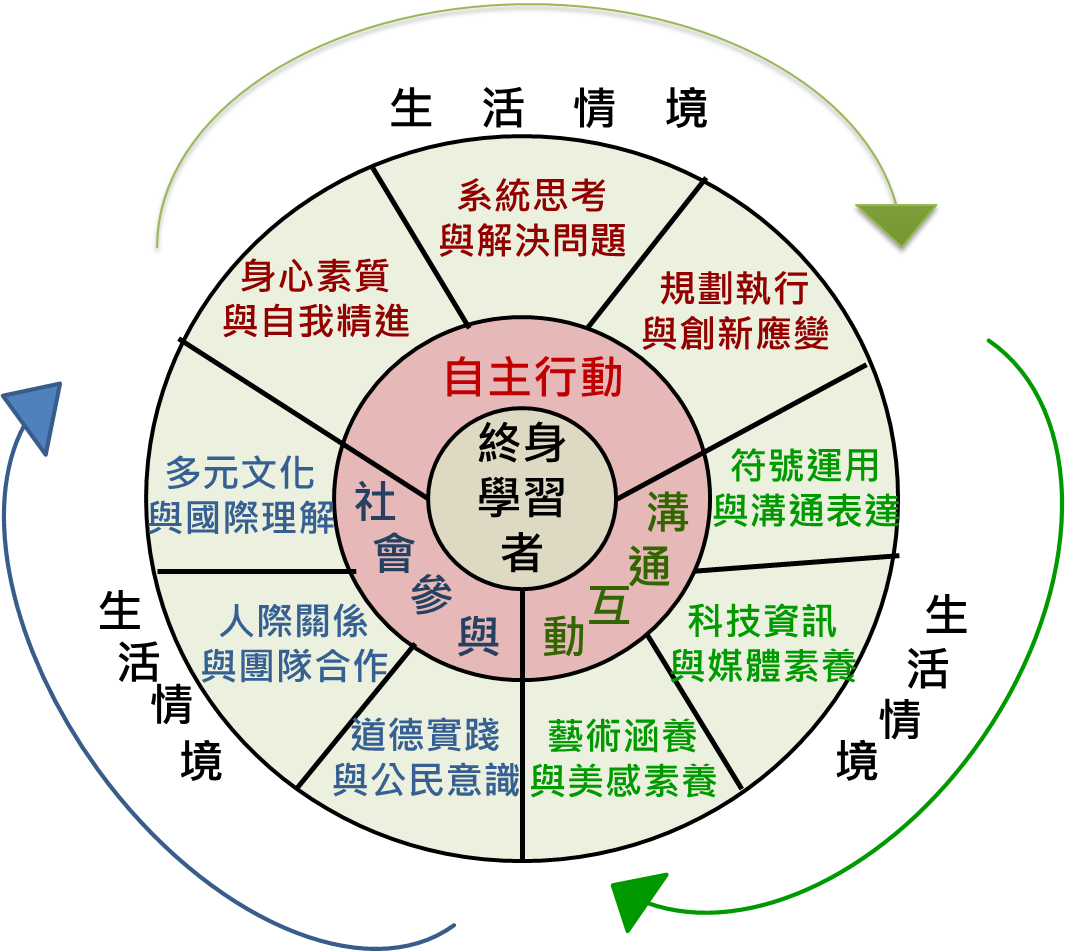 生活情境
系統思考
與解決問題
身心素質
與自我精進
規劃執行
與創新應變
自主行動
終身
學習
者
多元文化
與國際理解
社會參與
溝通互動
符號運用
與溝通表達
人際關係
與團隊合作
科技資訊
與媒體素養
道德實踐
與公民意識
藝術涵養
與美感素養
生活情境
生活情境